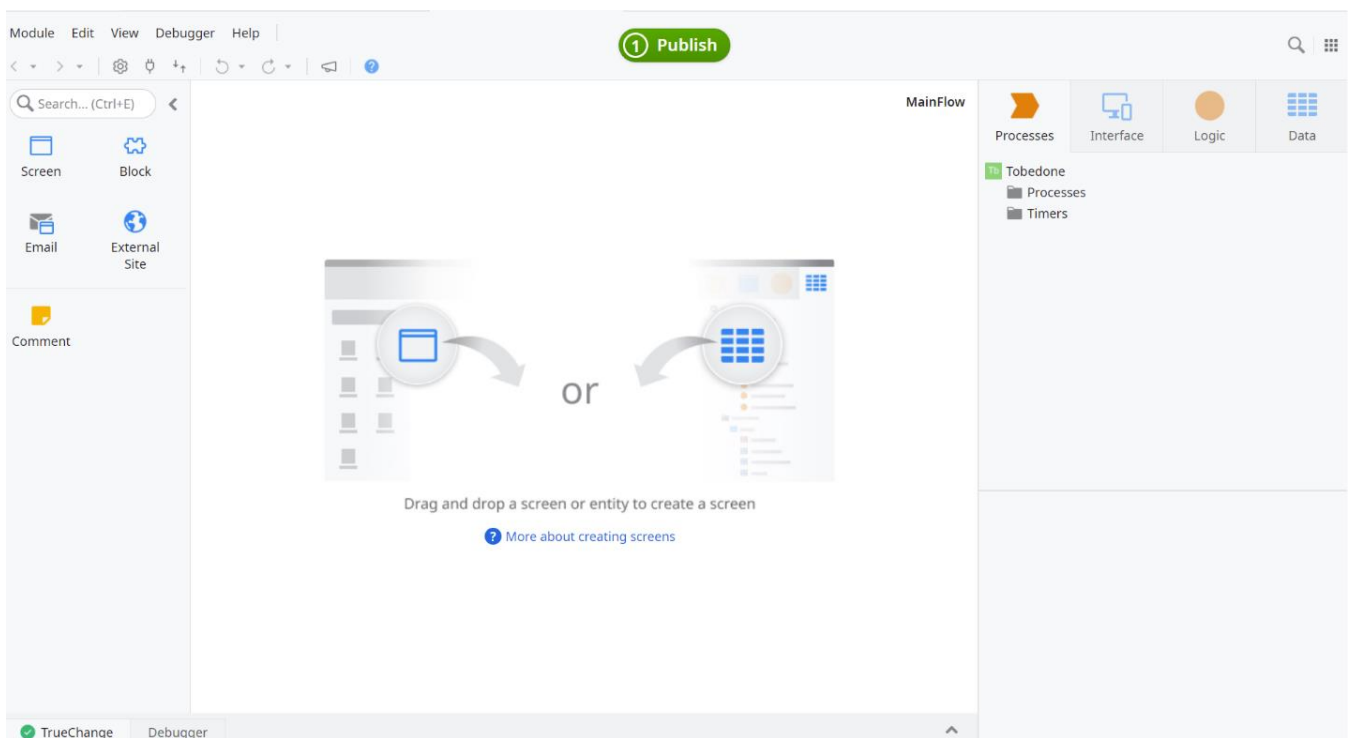 Module Edit View Debugger Help
1 Publish
?
Search... (Ctrl+E)
Screen Block
Email External
Site
Comment
MainFlow
or
Drag and drop a screen or entity to create a screen
? More about creating screens
Processes Interface Logic Data
Tb Tobedone
Processes
Timers
TrueChange Debugger